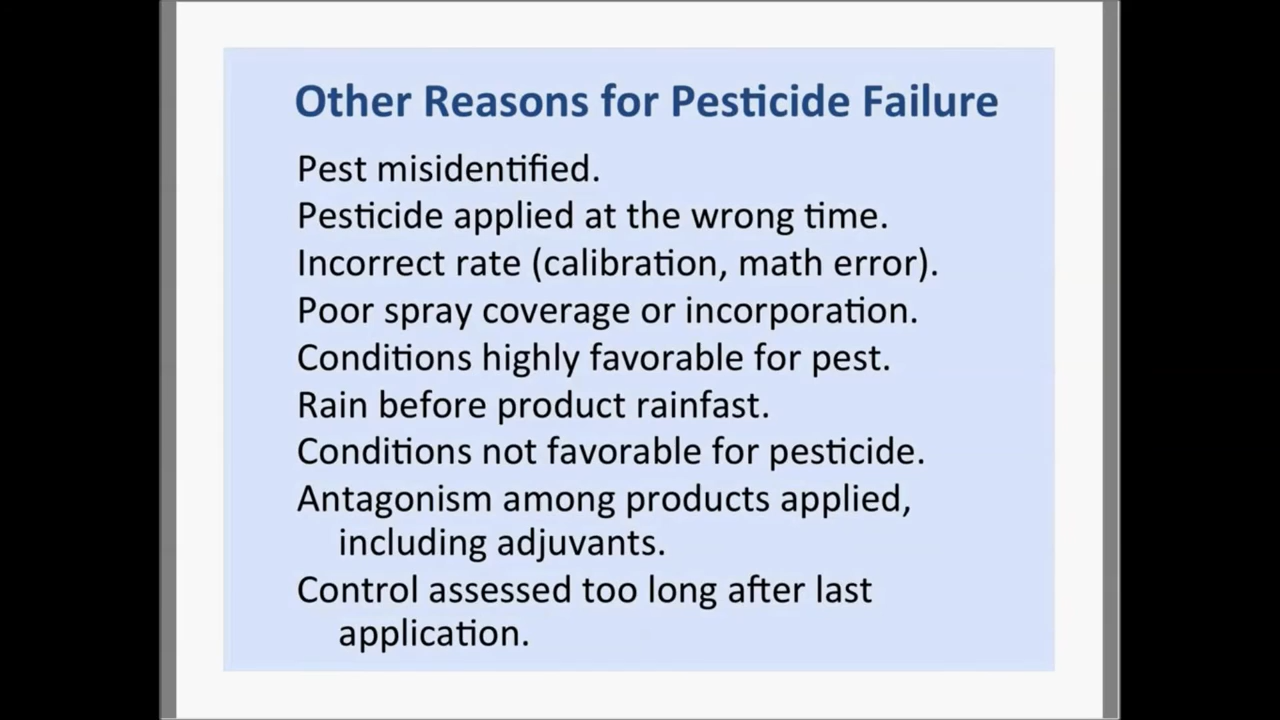 Other Reasons for Pesticide Failure
Pest misidentified.
Pesticide applied at the wrong time.
Incorrect rate (calibration, math error).
Poor spray coverage or incorporation.
Conditions highly favorable for pest.
Rain before product rainfast.
Conditions not favorable for pesticide.
Antagonism among products applied,
including adjuvants.
Control assessed too long after last
application.